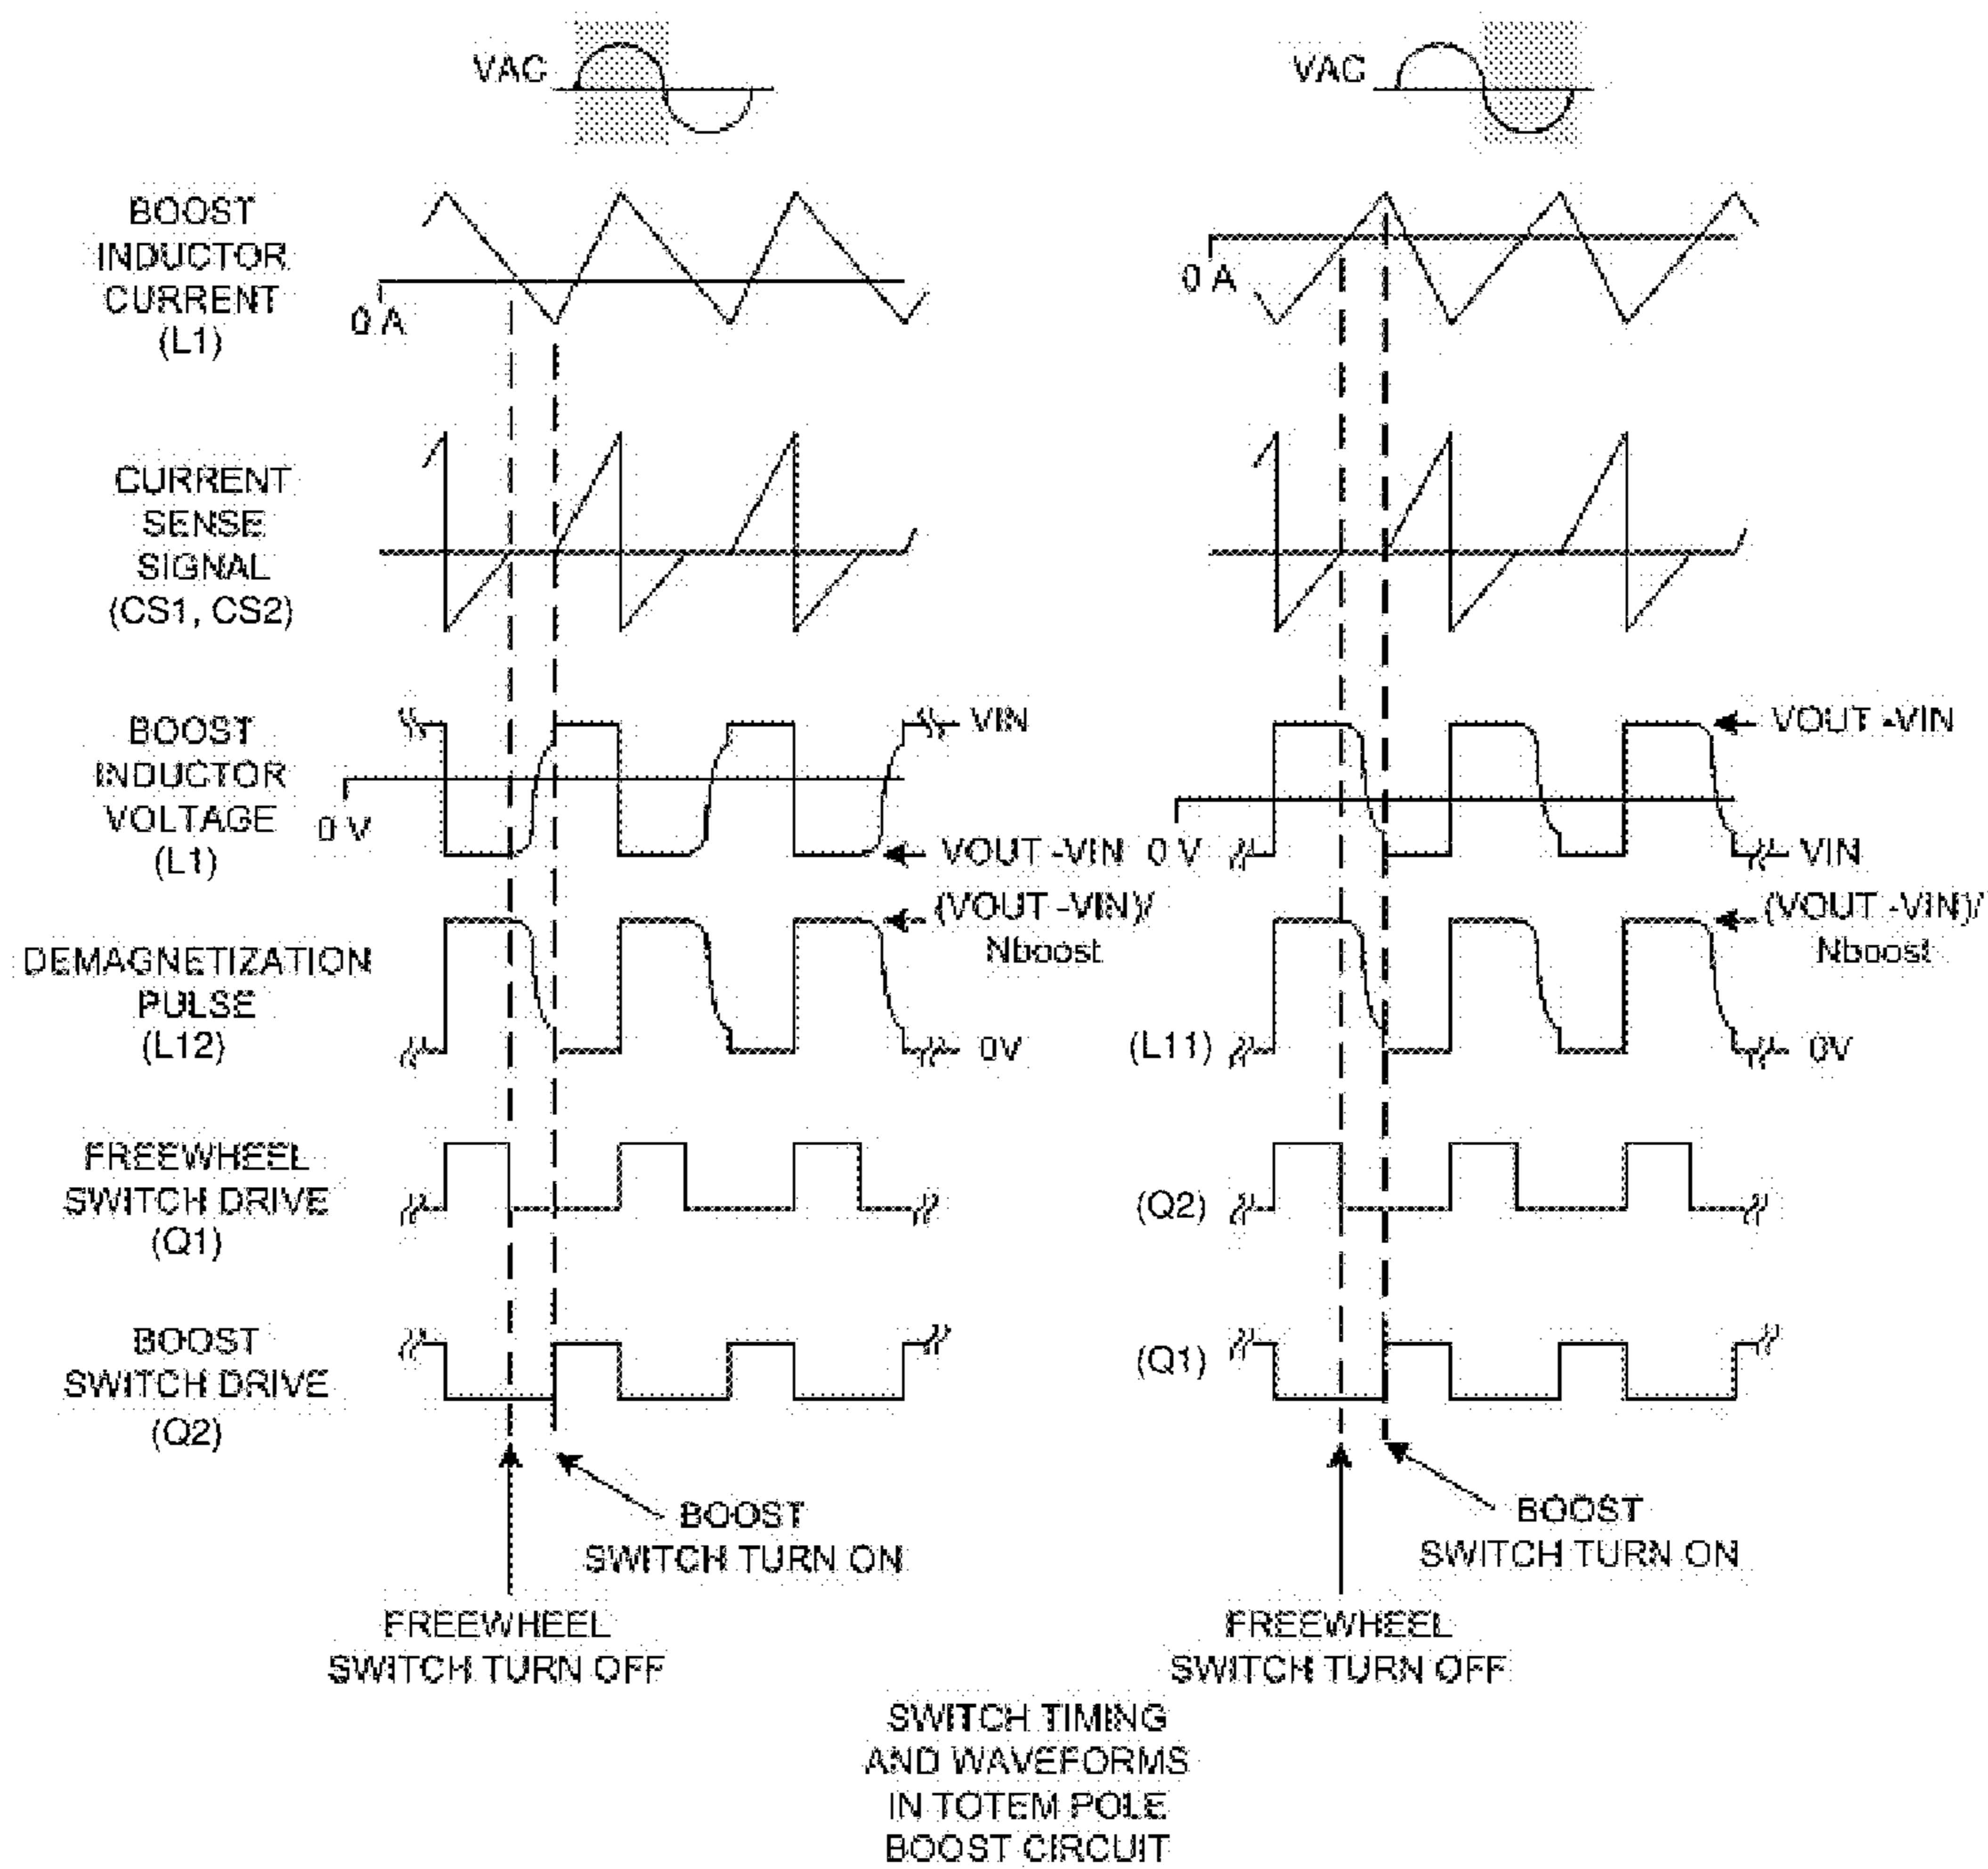 VAC
VAC
BOOST
INDUCTOR
CURRENT
(L1)
0 A
0 A
CURRENT
SENSE
SIGNAL
(CS1, CS2)
BOOST
INDUCTOR
VOLTAGE
(L1)
0 V
VIN
VOUT -VIN
0 V
VOUT -VIN
VIN
DEMAGNETIZATION
PULSE
(L12)
(VOUT -VIN)/
Nboost
0V
(L11)
(VOUT -VIN)/
Nboost
0V
FREEWHEEL
SWITCH DRIVE
(Q1)
(Q2)
BOOST
SWITCH DRIVE
(Q2)
(Q1)
BOOST
SWITCH TURN ON
FREEWHEEL
SWITCH TURN OFF
BOOST
SWITCH TURN ON
FREEWHEEL
SWITCH TURN OFF
SWITCH TIMING
AND WAVEFORMS
IN TOTEM POLE
BOOST CIRCUIT